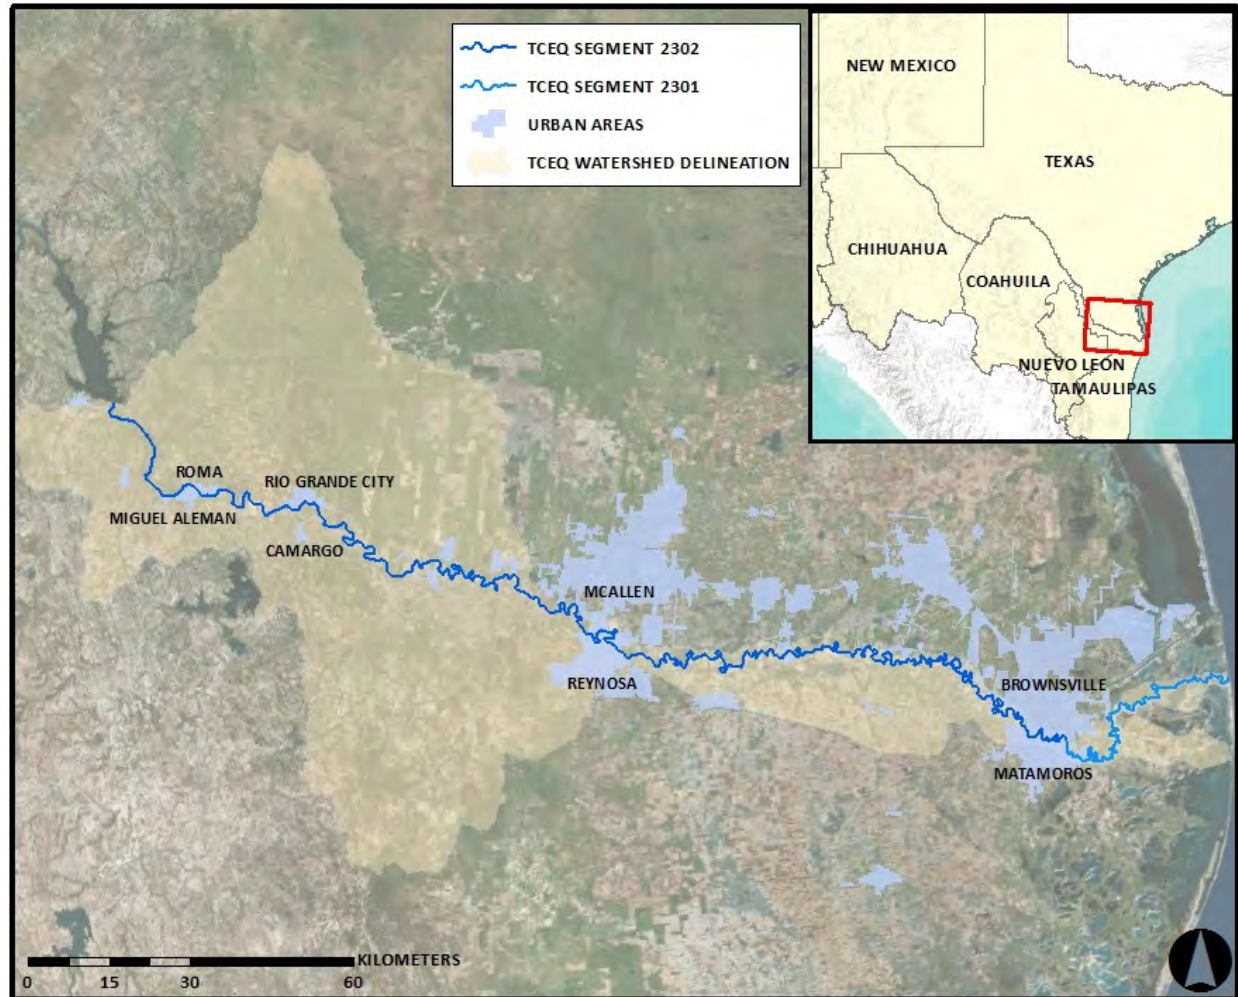 TCEQ SEGMENT 2302
TCEQ SEGMENT 2301
URBAN AREAS
TCEQ WATERSHED DELINEATION
NEW MEXICO
TEXAS
CHIHUAHUA
COAHUILA
NUEVO LEÓN
TAMAULIPAS
ROMA
RIO GRANDE CITY
MIGUEL ALEMAN
CAMARGO
MCALLEN
REYNOSA
BROWNSVILLE
MATAMOROS
KILOMETERS
0 15 30 60